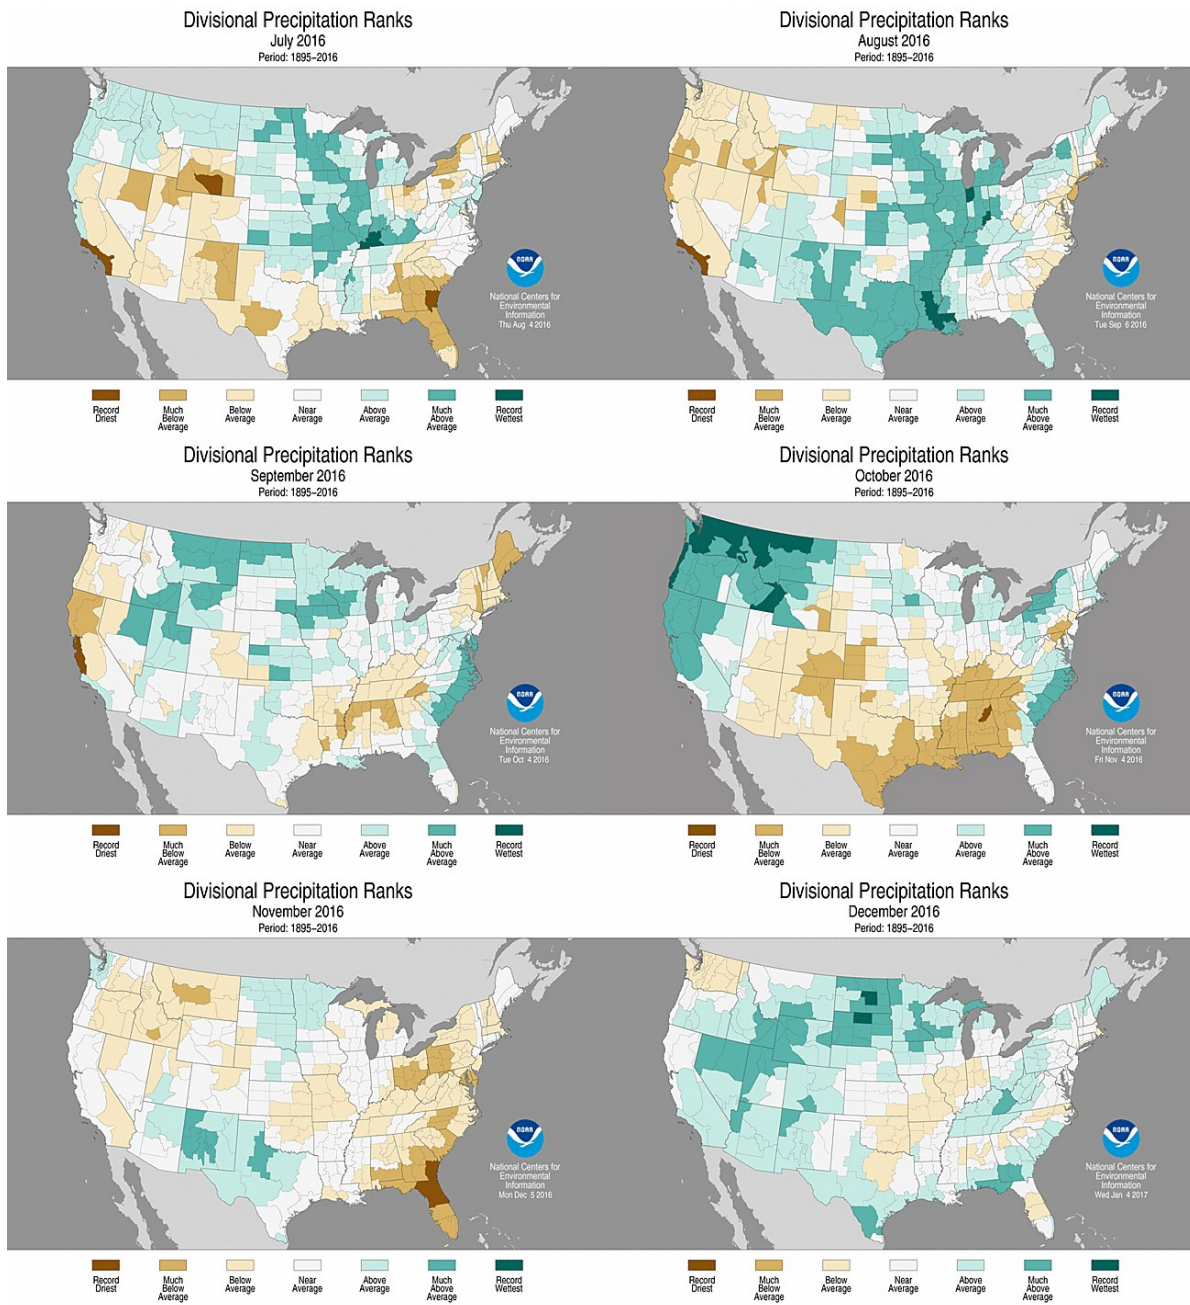 Divisional Precipitation Ranks
July 2016
Period: 1895–2016
NOAA
National Centers for
Environmental
Information
Thu Aug 4 2016
Record
Driest
Much
Below
Average
Below
Average
Near
Average
Above
Average
Much
Above
Average
Record
Wettest
Divisional Precipitation Ranks
August 2016
Period: 1895–2016
NOAA
National Centers for
Environmental
Information
Tue Sep 6 2016
Record
Driest
Much
Below
Average
Below
Average
Near
Average
Above
Average
Much
Above
Average
Record
Wettest
Divisional Precipitation Ranks
September 2016
Period: 1895–2016
NOAA
National Centers for
Environmental
Information
Tue Oct 4 2016
Record
Driest
Much
Below
Average
Below
Average
Near
Average
Above
Average
Much
Above
Average
Record
Wettest
Divisional Precipitation Ranks
October 2016
Period: 1895–2016
NOAA
National Centers for
Environmental
Information
Fri Nov 4 2016
Record
Driest
Much
Below
Average
Below
Average
Near
Average
Above
Average
Much
Above
Average
Record
Wettest
Divisional Precipitation Ranks
November 2016
Period: 1895–2016
NOAA
National Centers for
Environmental
Information
Mon Dec 5 2016
Record
Driest
Much
Below
Average
Below
Average
Near
Average
Above
Average
Much
Above
Average
Record
Wettest
Divisional Precipitation Ranks
December 2016
Period: 1895–2016
NOAA
National Centers for
Environmental
Information
Wed Jan 4 2017
Record
Driest
Much
Below
Average
Below
Average
Near
Average
Above
Average
Much
Above
Average
Record
Wettest